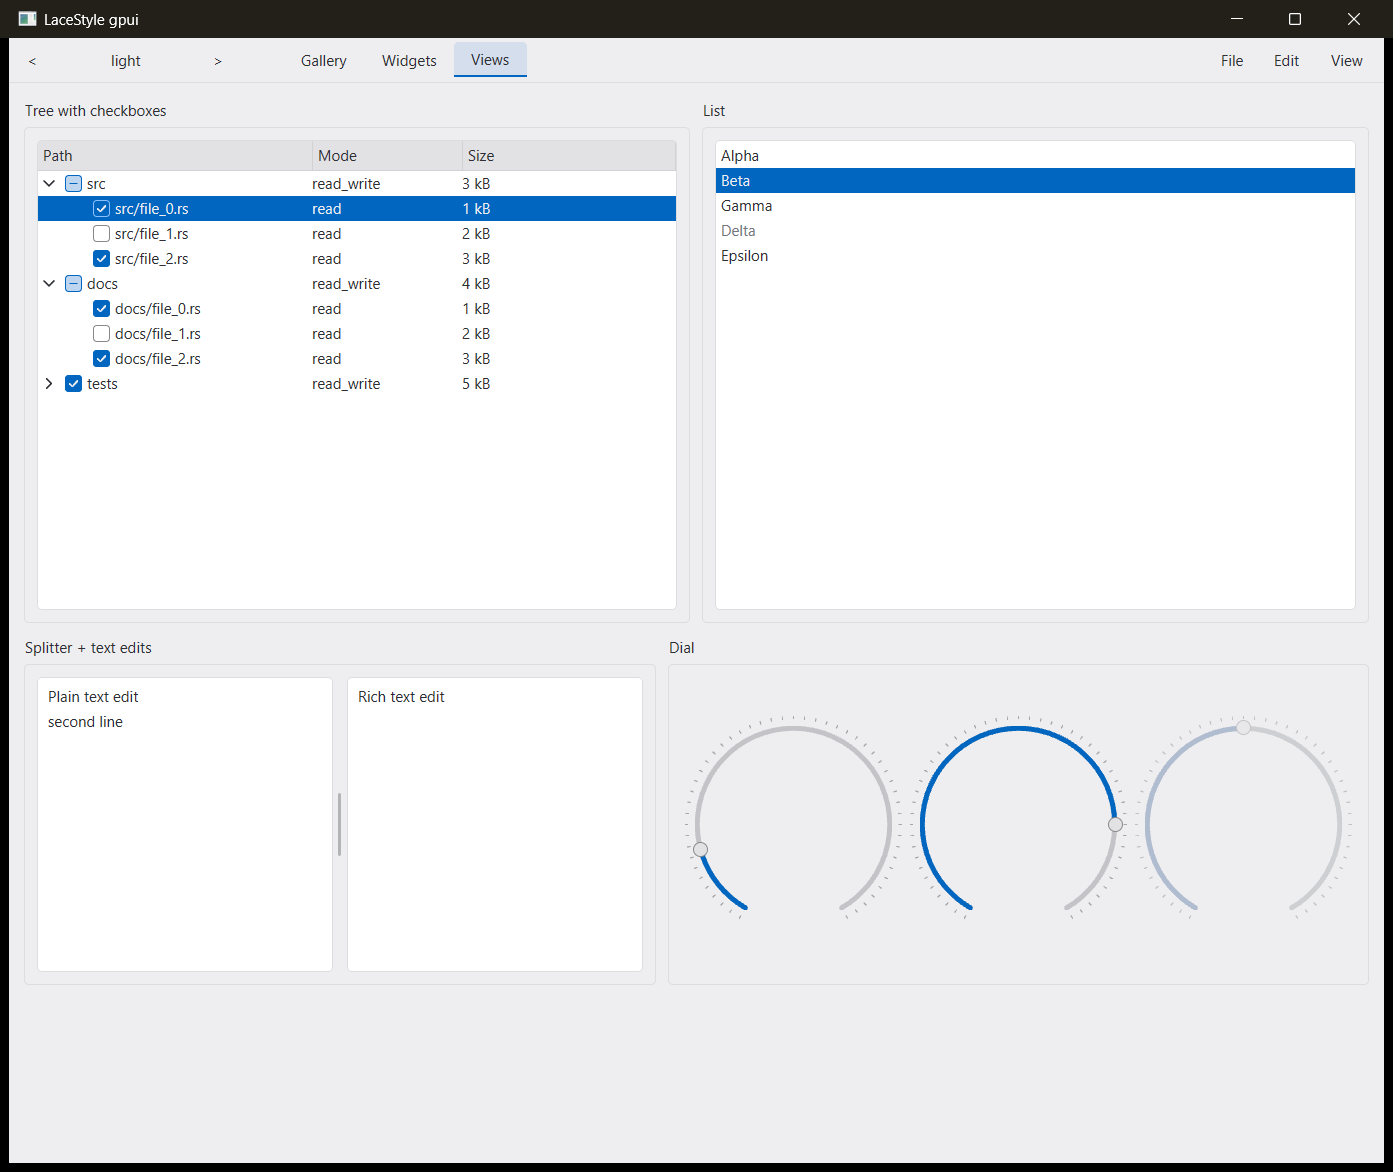 LaceStyle gpui
< light > Gallery Widgets Views File Edit View
Tree with checkboxes
Path Mode Size
src read_write 3 kB
src/file_0.rs read 1 kB
src/file_1.rs read 2 kB
src/file_2.rs read 3 kB
docs read_write 4 kB
docs/file_0.rs read 1 kB
docs/file_1.rs read 2 kB
docs/file_2.rs read 3 kB
tests read_write 5 kB
List
Alpha
Beta
Gamma
Delta
Epsilon
Splitter + text edits
Plain text edit
second line
Rich text edit
Dial